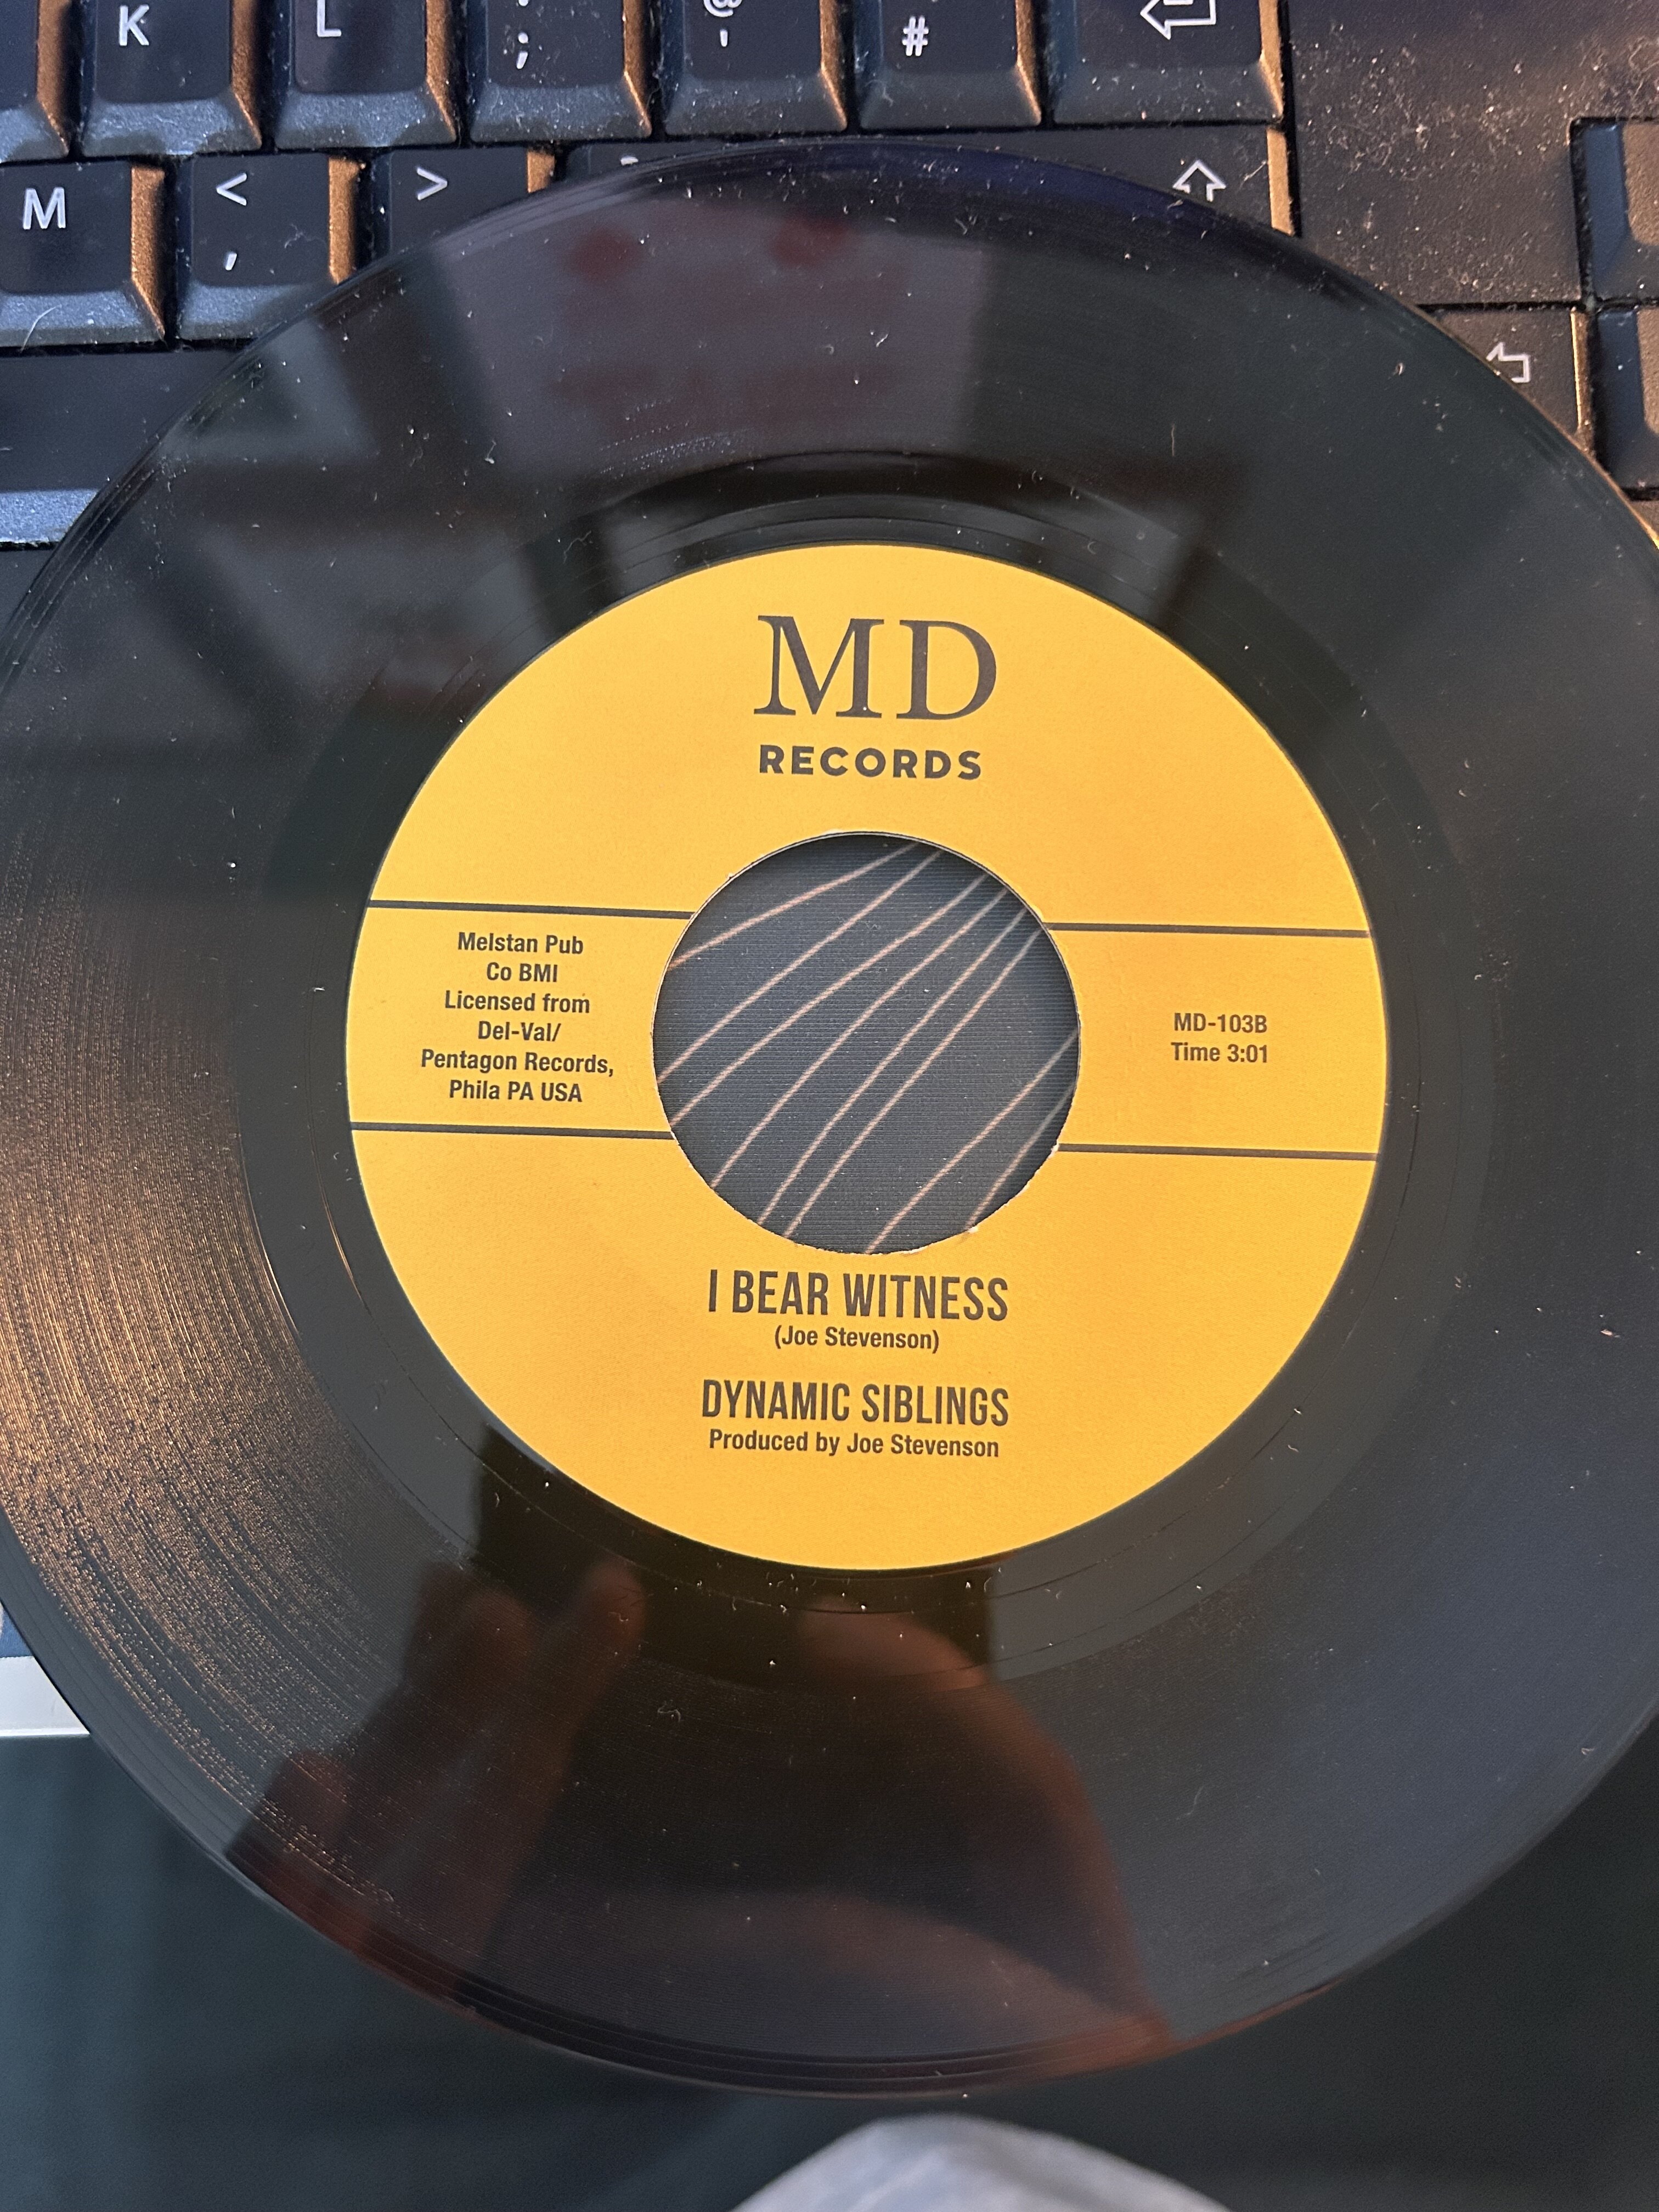 K
L
:
;
@
'
#
M
<
,
>
MD
RECORDS
Melstan Pub
Co BMI
Licensed from
Del-Val/
Pentagon Records,
Phila PA USA
MD-103B
Time 3:01
I BEAR WITNESS
(Joe Stevenson)
DYNAMIC SIBLINGS
Produced by Joe Stevenson